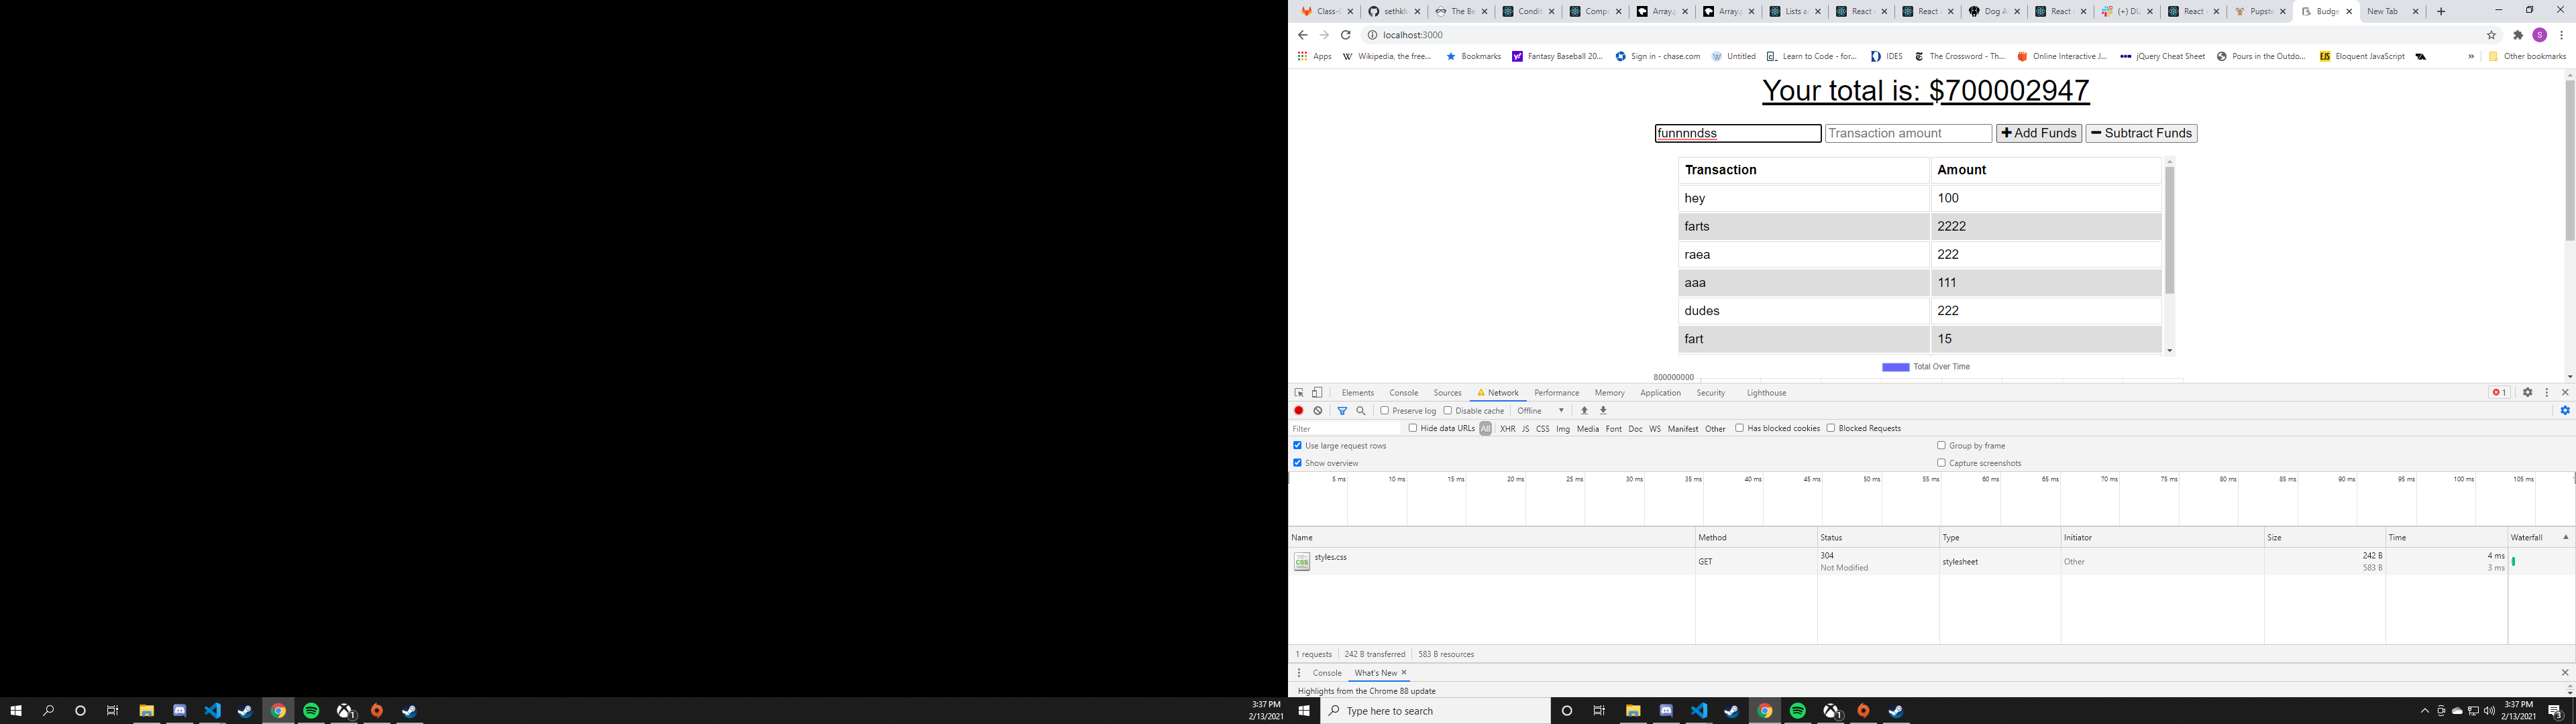 Class-
sethkl
The Be
Condit
Comp
Array.
Array.
Lists a
React
React
Dog A
React
(+) DU
React
Pupste
Budge
New Tab
localhost:3000
S
Apps Wikipedia, the free... Bookmarks Fantasy Baseball 20... Sign in - chase.com Untitled Learn to Code - for... IDES The Crossword - Th... Online Interactive J... jQuery Cheat Sheet Pours in the Outdo... Eloquent JavaScript » Other bookmarks
Your total is: $700002947
funnnndss Transaction amount Add Funds Subtract Funds
Transaction Amount
hey 100
farts 2222
raea 222
aaa 111
dudes 222
fart 15
Total Over Time
800000000
Elements Console Sources Network Performance Memory Application Security Lighthouse 1
Preserve log Disable cache Offline
Filter Hide data URLs All XHR JS CSS Img Media Font Doc WS Manifest Other Has blocked cookies Blocked Requests
Use large request rows Group by frame
Show overview Capture screenshots
5 ms 10 ms 15 ms 20 ms 25 ms 30 ms 35 ms 40 ms 45 ms 50 ms 55 ms 60 ms 65 ms 70 ms 75 ms 80 ms 85 ms 90 ms 95 ms 100 ms 105 ms
Name Method Status Type Initiator Size Time Waterfall
styles.css GET 304 stylesheet Other 242 B 4 ms
Not Modified 583 B 3 ms
1 requests 242 B transferred 583 B resources
Console What's New
Highlights from the Chrome 88 update
3:37 PM
2/13/2021
Type here to search
3:37 PM
2/13/2021